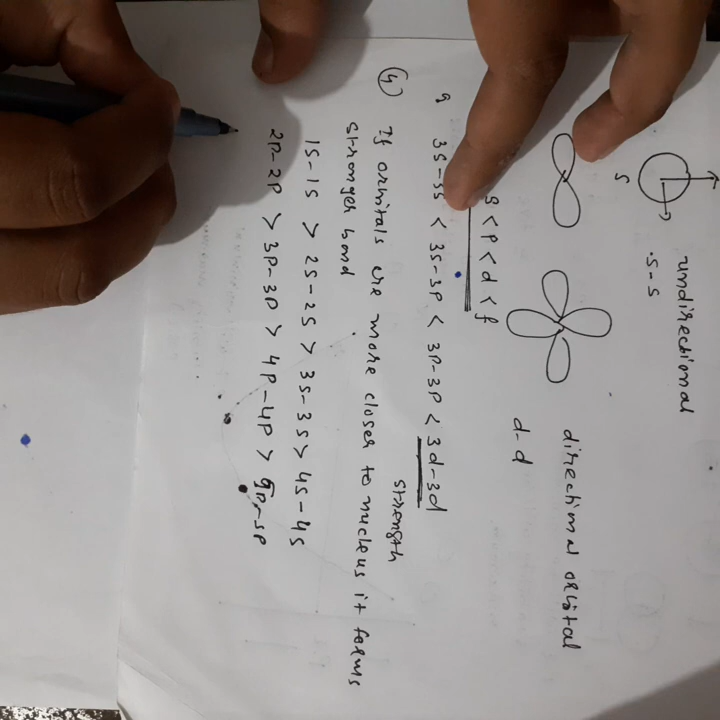 undirectional
S
.S-S
directional orbital
d-d
S < P < d < f
9 3S-3S < 3S-3P < 3P-3P < 3d-3d
strength
④ If orbitals are more closer to nucleus it forms
stronger bond
1S-1S > 2S-2S > 3S-3S > 4S-4S
2P-2P > 3P-3P > 4P-4P > 5P-5P